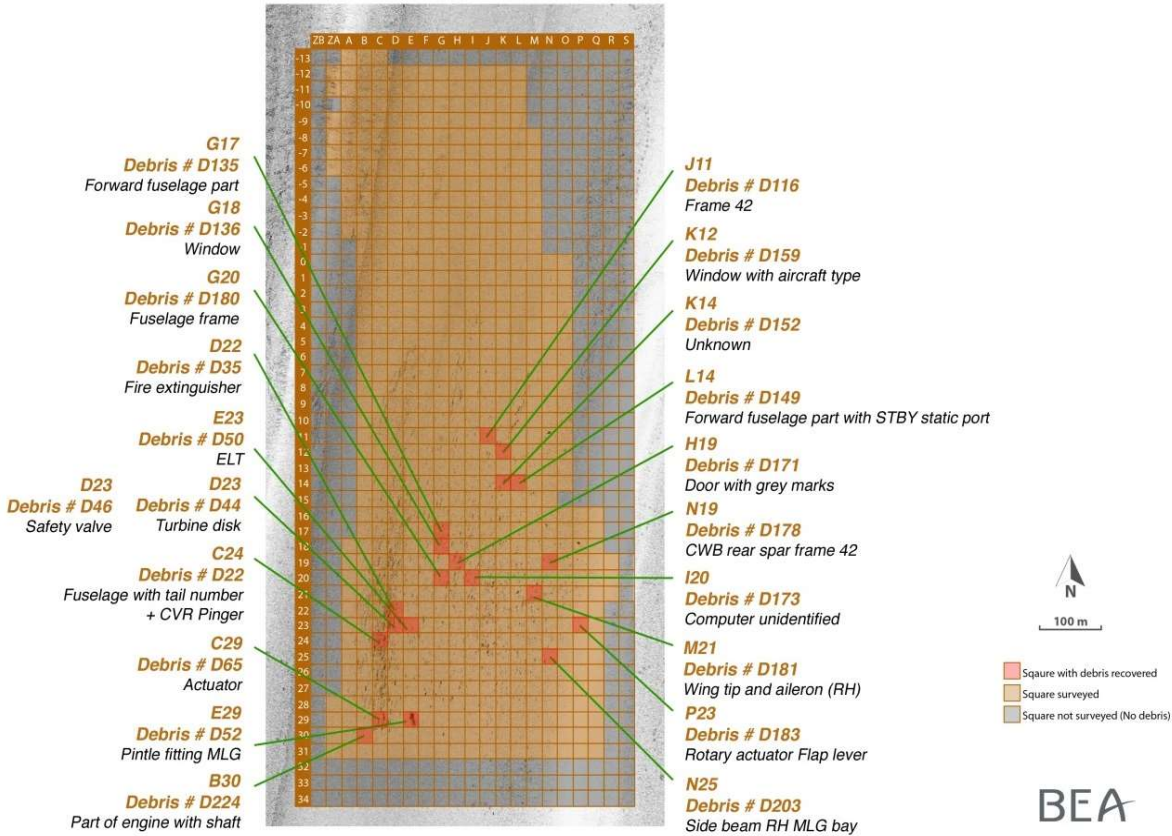 ZB ZA A B C D E F G H I J K L M N O P Q R S
-13
-12
-11
-10
-9
-8
-7
-6
-5
-4
-3
-2
-1
0
1
2
3
4
5
6
7
8
9
10
11
12
13
14
15
16
17
18
19
20
21
22
23
24
25
26
27
28
29
30
31
32
33
34
G17
Debris # D135
Forward fuselage part
G18
Debris # D136
Window
G20
Debris # D180
Fuselage frame
D22
Debris # D35
Fire extinguisher
E23
Debris # D50
ELT
D23
Debris # D46
Safety valve
D23
Debris # D44
Turbine disk
C24
Debris # D22
Fuselage with tail number
+ CVR Pinger
C29
Debris # D65
Actuator
E29
Debris # D52
Pintle fitting MLG
B30
Debris # D224
Part of engine with shaft
J11
Debris # D116
Frame 42
K12
Debris # D159
Window with aircraft type
K14
Debris # D152
Unknown
L14
Debris # D149
Forward fuselage part with STBY static port
H19
Debris # D171
Door with grey marks
N19
Debris # D178
CWB rear spar frame 42
I20
Debris # D173
Computer unidentified
M21
Debris # D181
Wing tip and aileron (RH)
P23
Debris # D183
Rotary actuator Flap lever
N25
Debris # D203
Side beam RH MLG bay
N
100 m
Sqaure with debris recovered
Square surveyed
Square not surveyed (No debris)
BEA